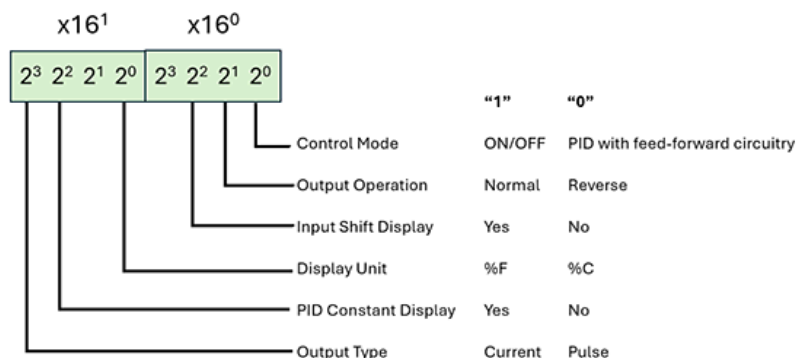 x16¹ x16⁰
2³ 2² 2¹ 2⁰ 2³ 2² 2¹ 2⁰
“1” “0”
Control Mode ON/OFF PID with feed-forward circuitry
Output Operation Normal Reverse
Input Shift Display Yes No
Display Unit %F %C
PID Constant Display Yes No
Output Type Current Pulse